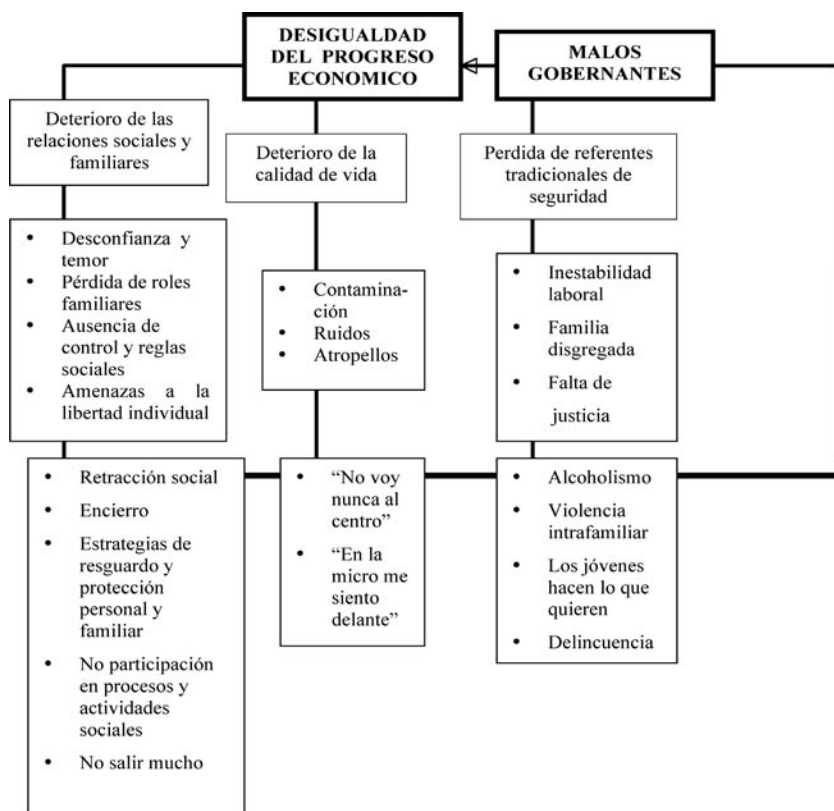 DESIGUALDAD
DEL PROGRESO
ECONOMICO
MALOS
GOBERNANTES
Deterioro de las
relaciones sociales y
familiares
Deterioro de la
calidad de vida
Perdida de referentes
tradicionales de
seguridad
• Desconfianza y
temor
• Pérdida de roles
familiares
• Ausencia de
control y reglas
sociales
• Amenazas a la
libertad individual
• Contamina-
ción
• Ruidos
• Atropellos
• Inestabilidad
laboral
• Familia
disgregada
• Falta de
justicia
• Retracción social
• Encierro
• Estrategias de
resguardo y
protección
personal y
familiar
• No participación
en procesos y
actividades
sociales
• No salir mucho
• “No voy
nunca al
centro”
• “En la
micro me
siento
delante”
• Alcoholismo
• Violencia
intrafamiliar
• Los jóvenes
hacen lo que
quieren
• Delincuencia